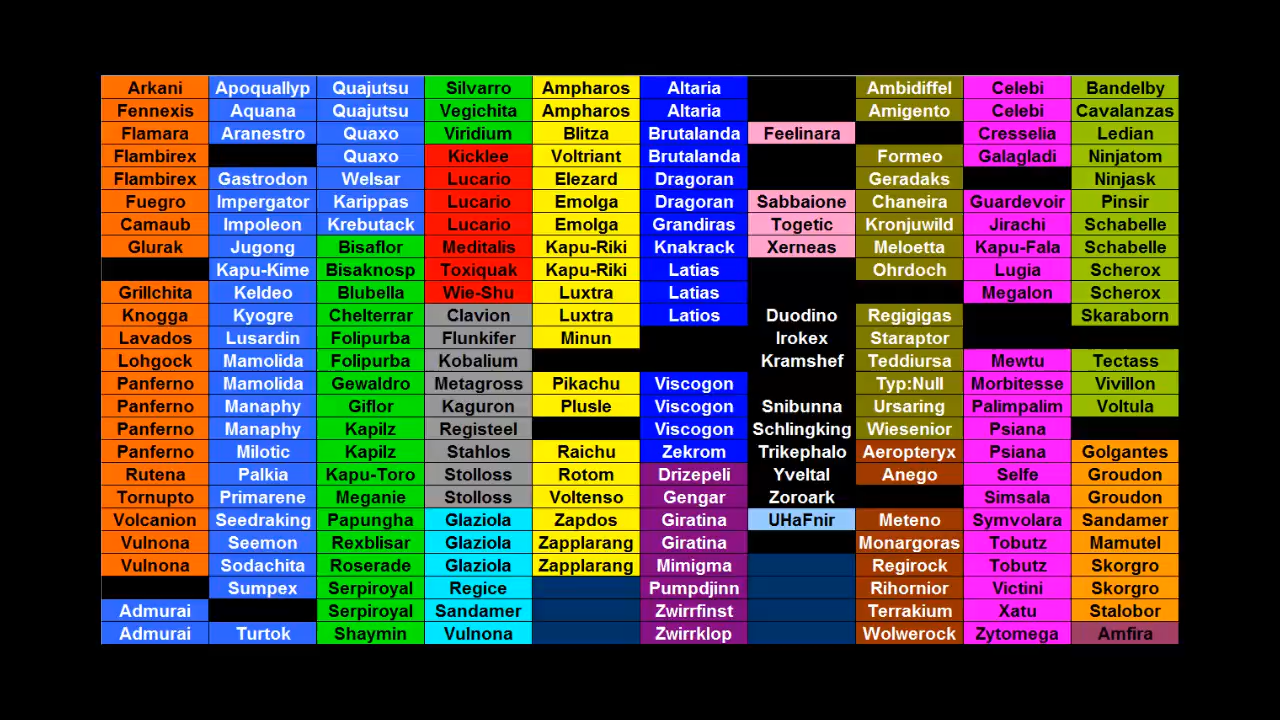 Arkani Apoquallyp Quajutsu Silvarro Ampharos Altaria Ambidiffel Celebi Bandelby
Fennexis Aquana Quajutsu Vegichita Ampharos Altaria Amigento Celebi Cavalanzas
Flamara Aranestro Quaxo Viridium Blitza Brutalanda Feelinara Cresselia Ledian
Flambirex Quaxo Kicklee Voltriant Brutalanda Formeo Galagladi Ninjatom
Flambirex Gastrodon Welsar Lucario Elezard Dragoran Geradaks Ninjask
Fuegro Impergator Karippas Lucario Emolga Dragoran Sabbaione Chaneira Guardevoir Pinsir
Camaub Impoleon Krebutack Lucario Emolga Grandiras Togetic Kronjuwild Jirachi Schabelle
Glurak Jugong Bisaflor Meditalis Kapu-Riki Knakrack Xerneas Meloetta Kapu-Fala Schabelle
Kapu-Kime Bisaknosp Toxiquak Kapu-Riki Latias Ohrdoch Lugia Scherox
Grillchita Keldeo Blubella Wie-Shu Luxtra Latias Megalon Scherox
Knogga Kyogre Chelterrar Clavion Luxtra Latios Duodino Regigigas Skaraborn
Lavados Lusardin Folipurba Flunkifer Minun Irokex Staraptor
Lohgock Mamolida Folipurba Kobalium Kramshef Teddiursa Mewtu Tectass
Panferno Mamolida Gewaldro Metagross Pikachu Viscogon Typ:Null Morbitesse Vivillon
Panferno Manaphy Giflor Kaguron Plusle Viscogon Snibunna Ursaring Palimpalim Voltula
Panferno Manaphy Kapilz Registeel Viscogon Schlingking Wiesenior Psiana
Panferno Milotic Kapilz Stahlos Raichu Zekrom Trikephalo Aeropteryx Psiana Golgantes
Rutena Palkia Kapu-Toro Stolloss Rotom Drizepeli Yveltal Anego Selfe Groudon
Tornupto Primarene Meganie Stolloss Voltenso Gengar Zoroark Simsala Groudon
Volcanion Seedraking Papungha Glaziola Zapdos Giratina UHaFnir Meteno Symvolara Sandamer
Vulnona Seemon Rexblisar Glaziola Zapplarang Giratina Monargoras Tobutz Mamutel
Vulnona Sodachita Roserade Glaziola Zapplarang Mimigma Regirock Tobutz Skorgro
Sumpex Serpiroyal Regice Pumpdjinn Rihornior Victini Skorgro
Admurai Serpiroyal Sandamer Zwirrfinst Terrakium Xatu Stalobor
Admurai Turtok Shaymin Vulnona Zwirrklop Wolwerock Zytomega Amfira